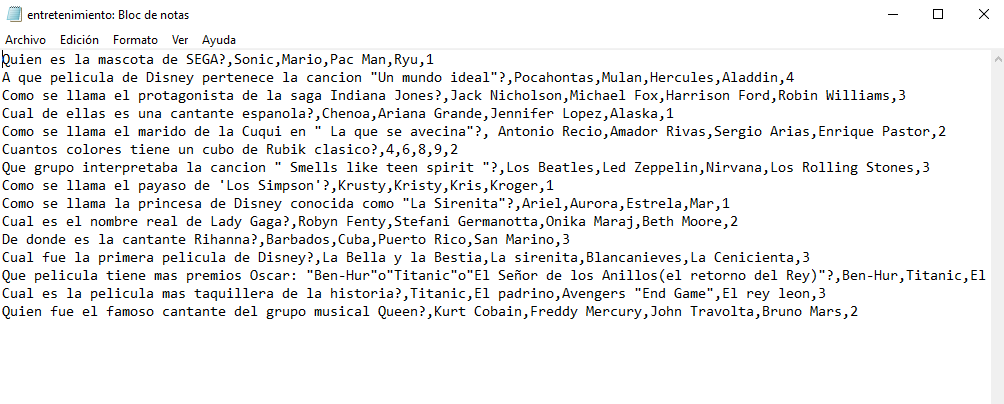 entretenimiento: Bloc de notas
Archivo Edición Formato Ver Ayuda
Quien es la mascota de SEGA?,Sonic,Mario,Pac Man,Ryu,1
A que pelicula de Disney pertenece la cancion "Un mundo ideal"?,Pocahontas,Mulan,Hercules,Aladdin,4
Como se llama el protagonista de la saga Indiana Jones?,Jack Nicholson,Michael Fox,Harrison Ford,Robin Williams,3
Cual de ellas es una cantante espanola?,Chenoa,Ariana Grande,Jennifer Lopez,Alaska,1
Como se llama el marido de la Cuqui en " La que se avecina"?, Antonio Recio,Amador Rivas,Sergio Arias,Enrique Pastor,2
Cuantos colores tiene un cubo de Rubik clasico?,4,6,8,9,2
Que grupo interpretaba la cancion " Smells like teen spirit "?,Los Beatles,Led Zeppelin,Nirvana,Los Rolling Stones,3
Como se llama el payaso de 'Los Simpson'?,Krusty,Kristy,Kris,Kroger,1
Como se llama la princesa de Disney conocida como "La Sirenita"?,Ariel,Aurora,Estrela,Mar,1
Cual es el nombre real de Lady Gaga?,Robyn Fenty,Stefani Germanotta,Onika Maraj,Beth Moore,2
De donde es la cantante Rihanna?,Barbados,Cuba,Puerto Rico,San Marino,3
Cual fue la primera pelicula de Disney?,La Bella y la Bestia,La sirenita,Blancanieves,La Cenicienta,3
Que pelicula tiene mas premios Oscar: "Ben-Hur"o"Titanic"o"El Señor de los Anillos(el retorno del Rey)"?,Ben-Hur,Titanic,El
Cual es la pelicula mas taquillera de la historia?,Titanic,El padrino,Avengers "End Game",El rey leon,3
Quien fue el famoso cantante del grupo musical Queen?,Kurt Cobain,Freddy Mercury,John Travolta,Bruno Mars,2